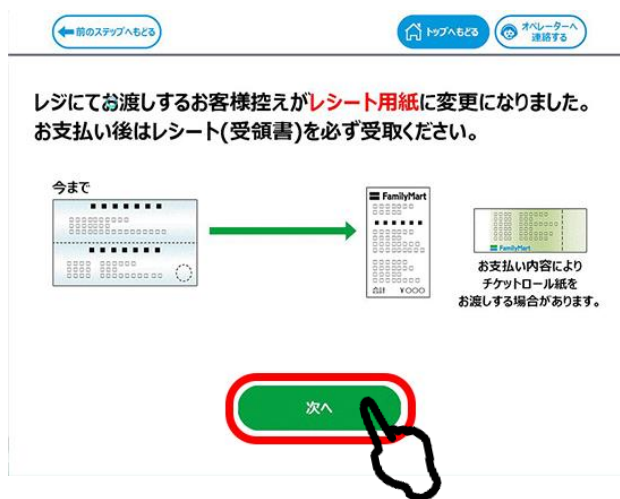 前のステップへもどる
トップへもどる
オペレーターへ
連絡する
レジにてお渡しするお客様控えがレシート用紙に変更になりました。
お支払い後はレシート(受領書)を必ず受取ください。
今まで
FamilyMart
合計 ¥〇〇〇
FamilyMart
お支払い内容により
チケットロール紙を
お渡しする場合があります。
次へ